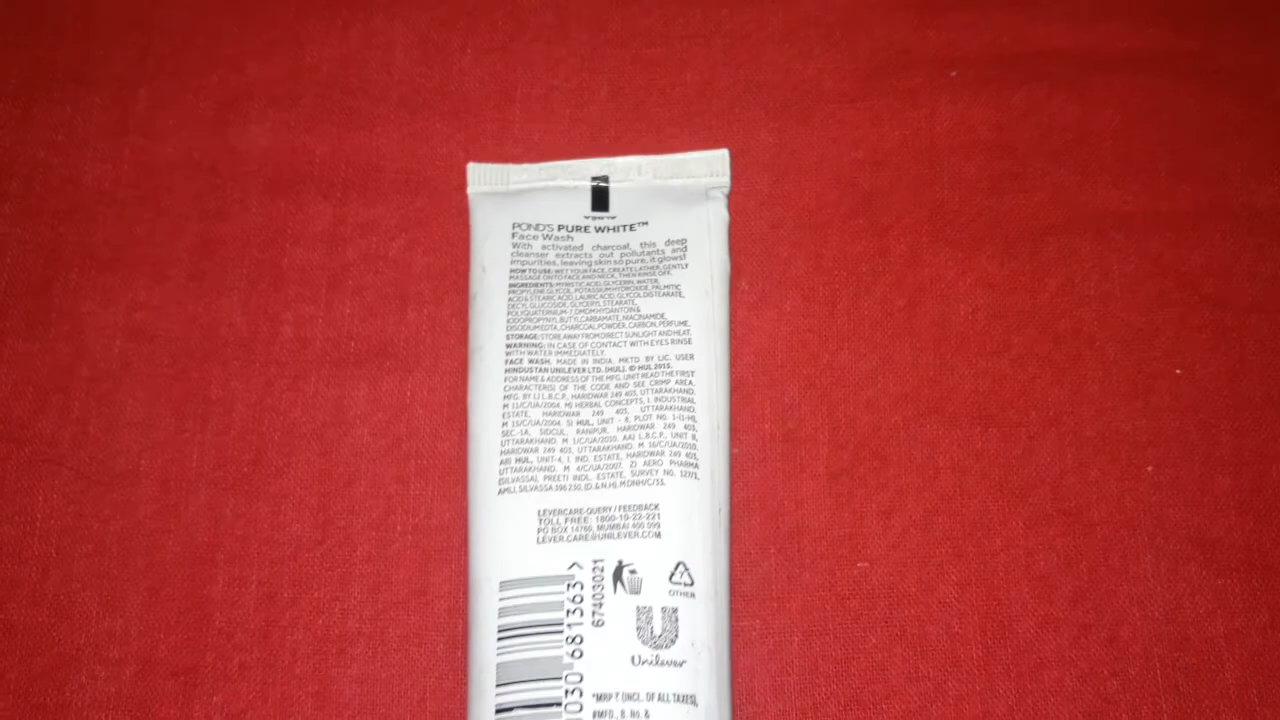 POND'S PURE WHITE™
Face Wash
With activated charcoal, this deep
cleanser extracts out pollutants and
impurities, leaving skin so pure, it glows!
HOW TO USE: WET YOUR FACE, CREATE LATHER, GENTLY
MASSAGE ONTO FACE AND NECK, THEN RINSE OFF.
INGREDIENTS: MYRISTIC ACID, GLYCERIN, WATER,
PROPYLENE GLYCOL, POTASSIUM HYDROXIDE, PALMITIC
ACID & STEARIC ACID, LAURIC ACID, GLYCOL DISTEARATE,
DECYL GLUCOSIDE, GLYCERYL STEARATE,
POLYQUATERNIUM-7, DMDM HYDANTOIN &
IODOPROPYNYL BUTYLCARBAMATE, NIACINAMIDE,
DISODIUM EDTA, CHARCOAL POWDER, CARBON, PERFUME.
STORAGE: STORE AWAY FROM DIRECT SUNLIGHT AND HEAT.
WARNING: IN CASE OF CONTACT WITH EYES RINSE
WITH WATER IMMEDIATELY.
FACE WASH. MADE IN INDIA. MKTD. BY LIC. USER
HINDUSTAN UNILEVER LTD. (HUL). © HUL 2013.
FOR NAME & ADDRESS OF THE MFG. UNIT READ THE FIRST
CHARACTER(S) OF THE CODE AND SEE CRIMP AREA.
MFG. BY L) L.B.C.P., HARIDWAR 249 403, UTTARAKHAND.
M 11/C/UA/2004. H) HERBAL CONCEPTS, I. INDUSTRIAL
ESTATE, HARIDWAR 249 403, UTTARAKHAND.
M 15/C/UA/2004. S) HUL, UNIT - II, PLOT NO. 1-(1-H),
SEC.-1A, SIDCUL, RANIPUR, HARIDWAR 249 403,
UTTARAKHAND. M 1/C/UA/2010. AA) L.B.C.P., UNIT II,
HARIDWAR 249 403, UTTARAKHAND. M 16/C/UA/2010.
AB) HUL, UNIT-4, I. IND. ESTATE, HARIDWAR 249 403,
UTTARAKHAND. M 4/C/UA/2007. Z) AERO PHARMA
(SILVASSA), PREETI INDL. ESTATE, SURVEY NO. 127/1,
AMLI, SILVASSA 396 230, (D. & N.H). M DNH/C/33.
LEVERCARE-QUERY / FEEDBACK
TOLL FREE: 1800-10-22-221
PO BOX 14760, MUMBAI 400 099
LEVER.CARE@UNILEVER.COM
67403021
030 681363 >
OTHER
U
Unilever
*MRP ₹ (INCL. OF ALL TAXES),
#MFD., B. No. &